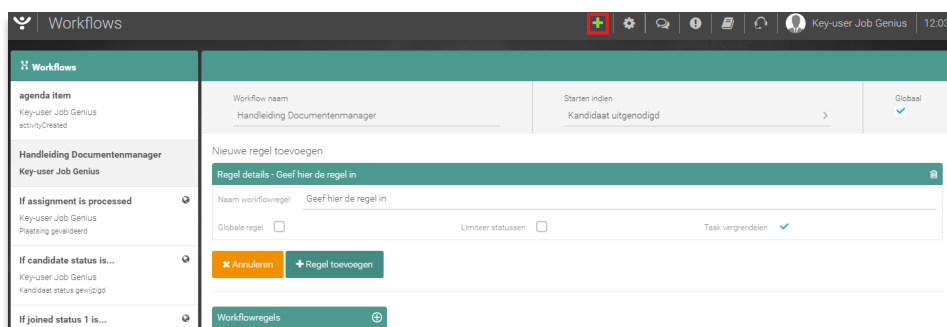 Workflows
Key-user Job Genius
12:03
Workflows
agenda item
Key-user Job Genius
activityCreated
Handleiding Documentenmanager
Key-user Job Genius
If assignment is processed
Key-user Job Genius
Plaatsing gevalideerd
If candidate status is...
Key-user Job Genius
Kandidaat status gewijzigd
If joined status 1 is...
Workflow naam
Handleiding Documentenmanager
Starten indien
Kandidaat uitgenodigd
Globaal
Nieuwe regel toevoegen
Regel details - Geef hier de regel in
Naam workflowregel: Geef hier de regel in
Globale regel
Limiteer statussen
Taak vergrendelen
Annuleren
Regel toevoegen
Workflowregels